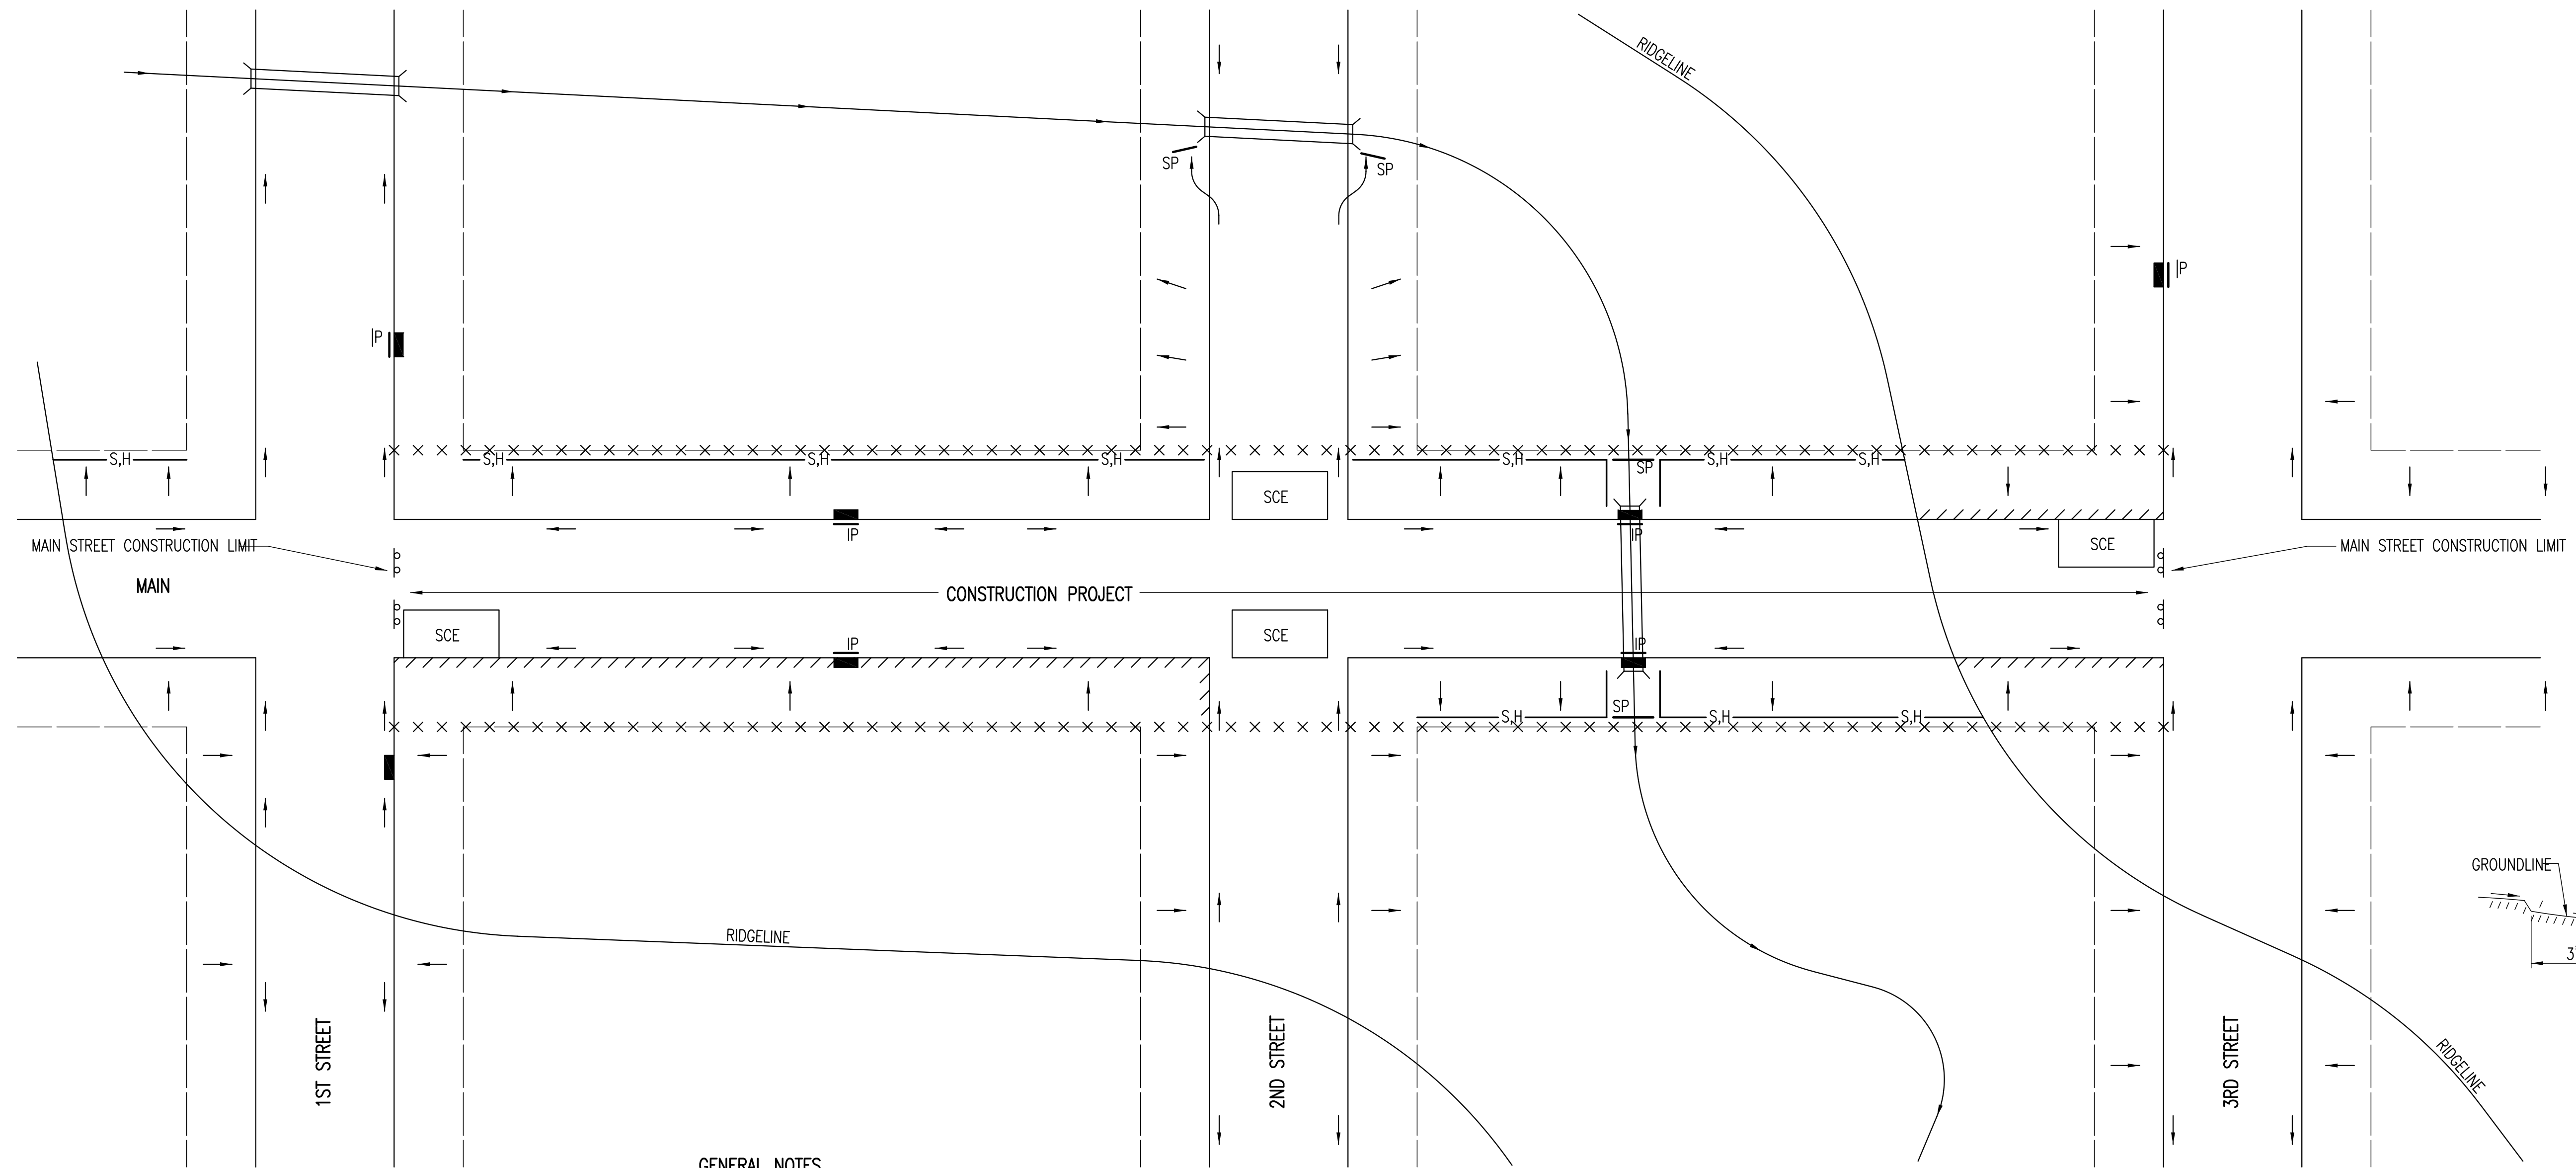 RIDGELINE
SP
SP
IP
IP
S,H
S,H
S,H
S,H
S,H
SP
S,H
S,H
SCE
IP
IP
SCE
MAIN STREET CONSTRUCTION LIMIT
MAIN STREET CONSTRUCTION LIMIT
MAIN
CONSTRUCTION PROJECT
SCE
SCE
IP
IP
S,H
SP
S,H
S,H
GROUNDLINE
RIDGELINE
3'
1ST STREET
2ND STREET
3RD STREET
RIDGELINE
GENERAL NOTES